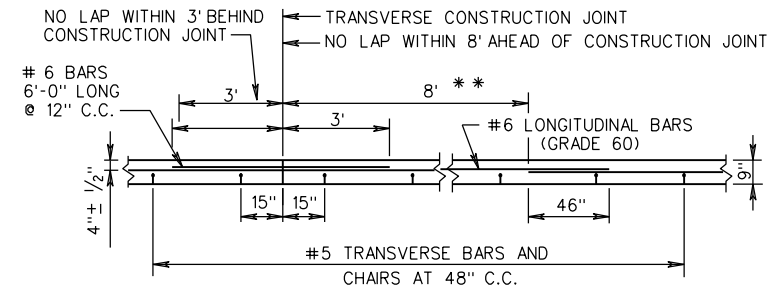 NO LAP WITHIN 3' BEHIND
CONSTRUCTION JOINT
TRANSVERSE CONSTRUCTION JOINT
NO LAP WITHIN 8' AHEAD OF CONSTRUCTION JOINT
# 6 BARS
6'-0" LONG
@ 12" C.C.
3'
8' **
3'
#6 LONGITUDINAL BARS
(GRADE 60)
4"± 1/2"
9"
15"
15"
46"
#5 TRANSVERSE BARS AND
CHAIRS AT 48" C.C.